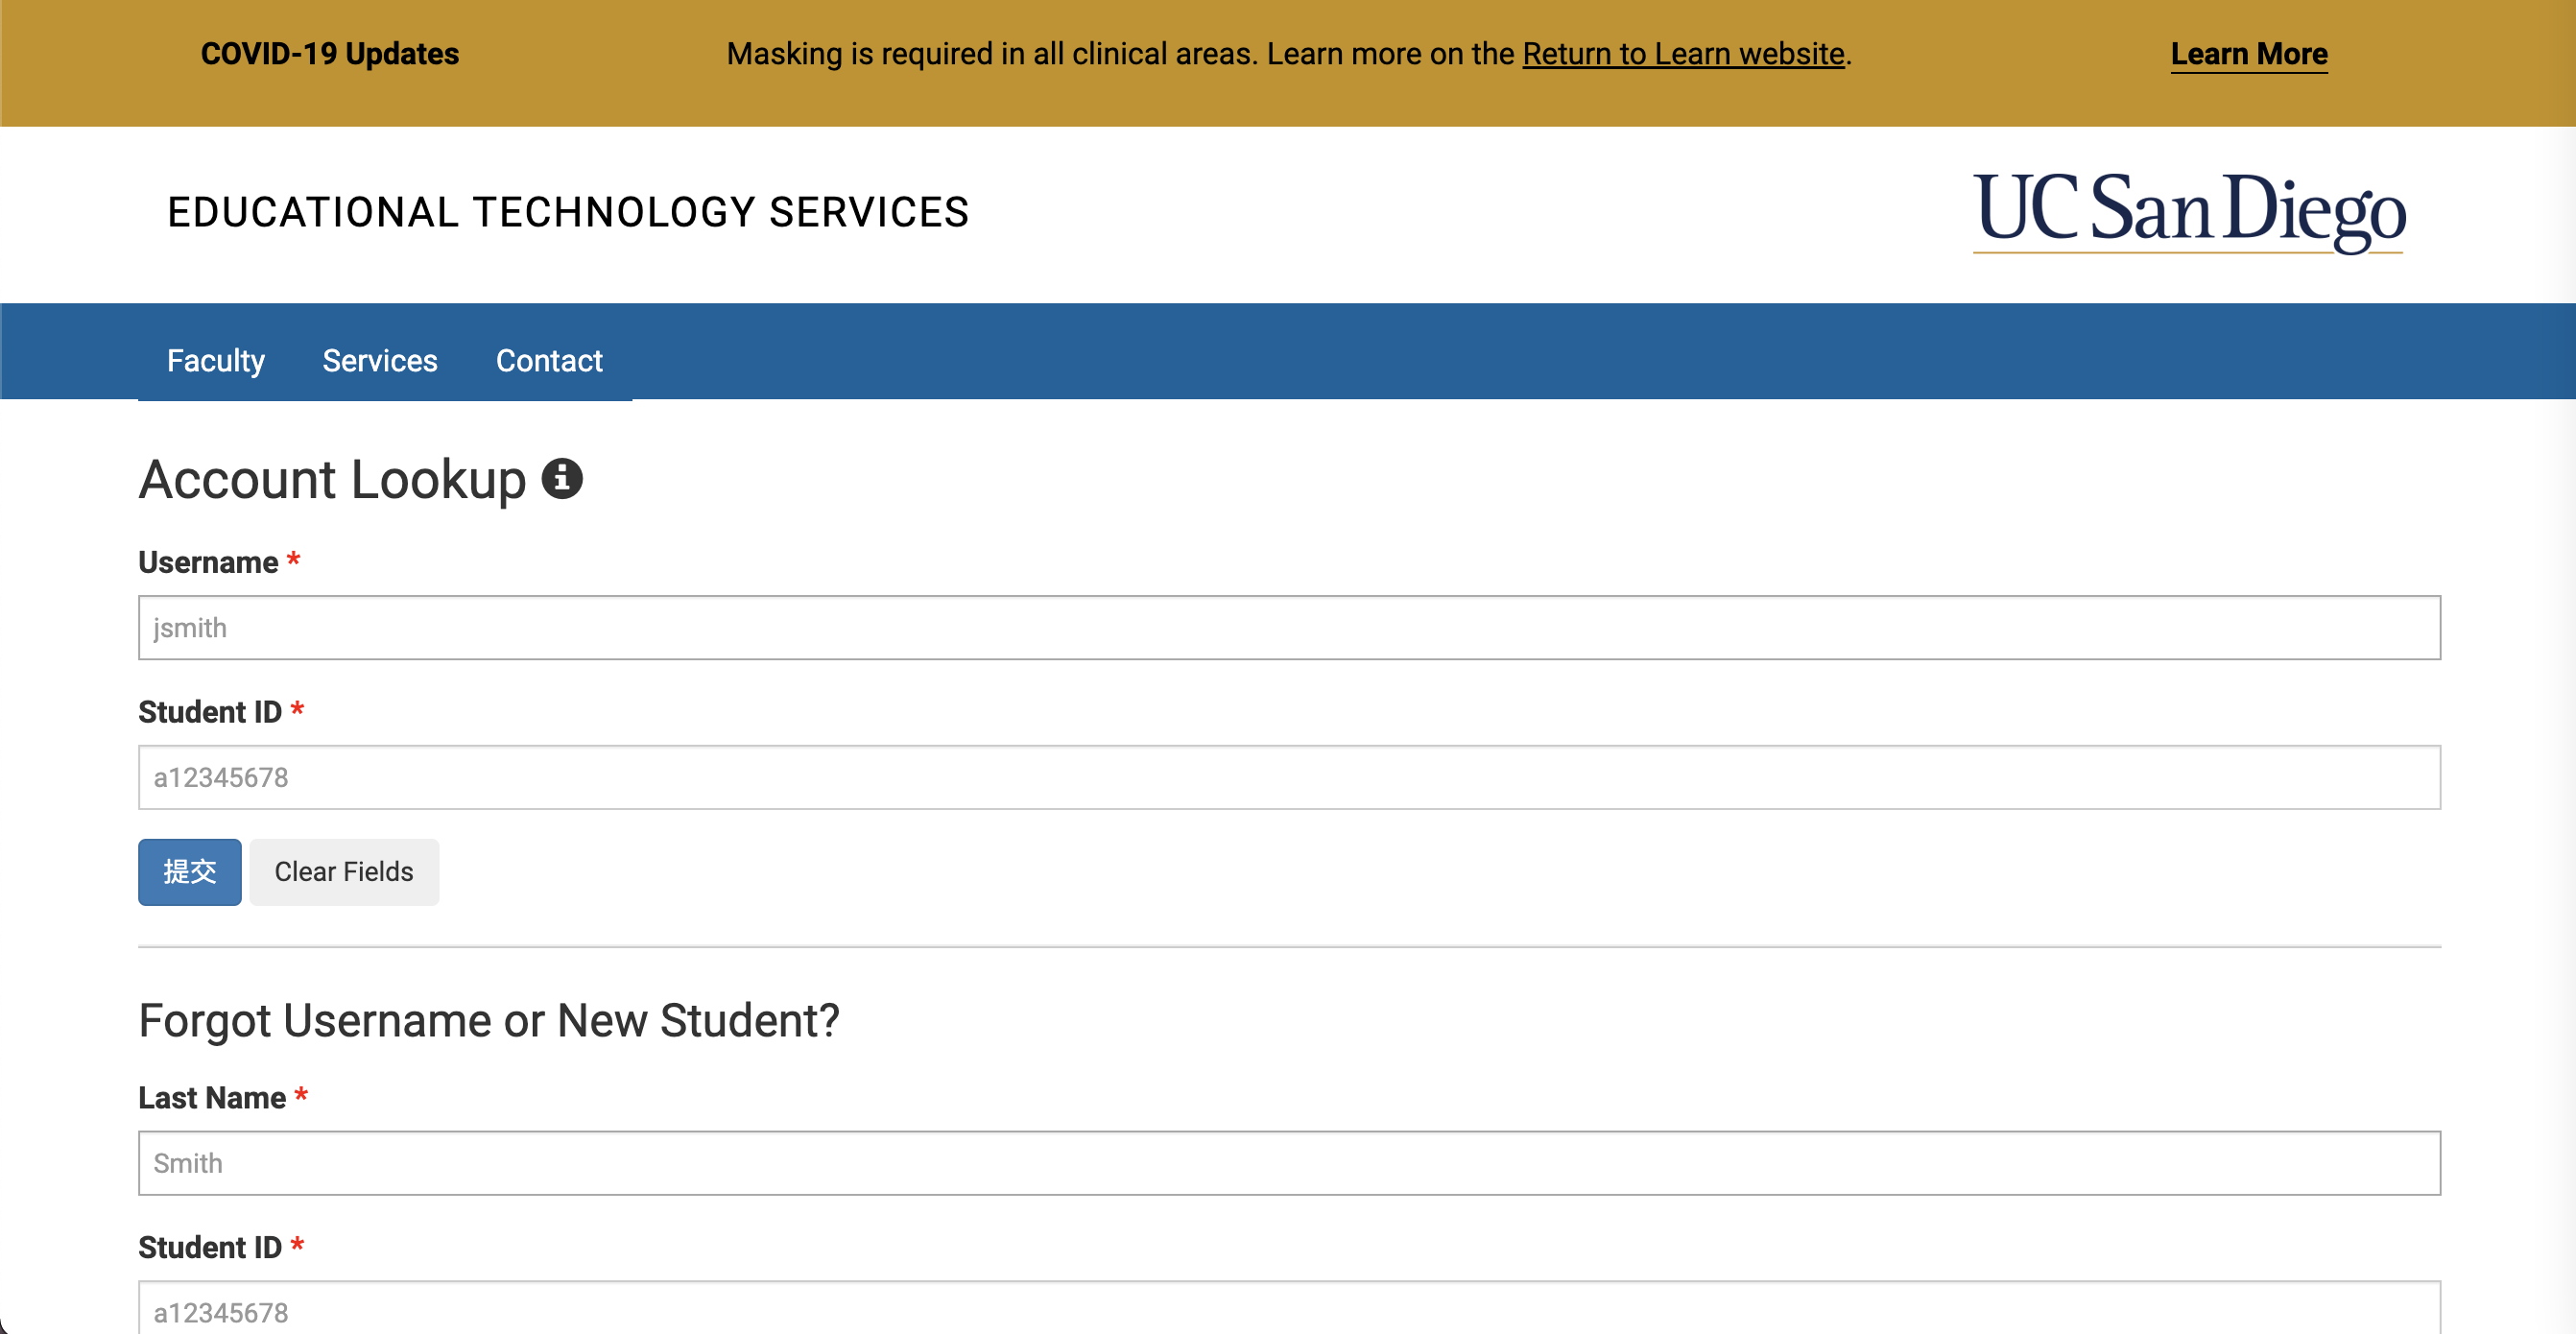 COVID-19 Updates
Masking is required in all clinical areas. Learn more on the Return to Learn website.
Learn More
EDUCATIONAL TECHNOLOGY SERVICES
UC San Diego
Faculty Services Contact
Account Lookup
Username *
jsmith
Student ID *
a12345678
提交 Clear Fields
Forgot Username or New Student?
Last Name *
Smith
Student ID *
a12345678